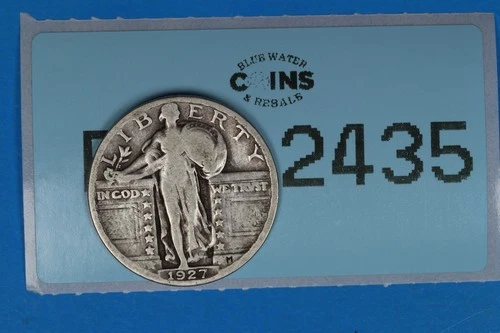 BLUE WATER
COINS
& RESALE
2435
LIBERTY
IN GOD WE TRUST
M
1927